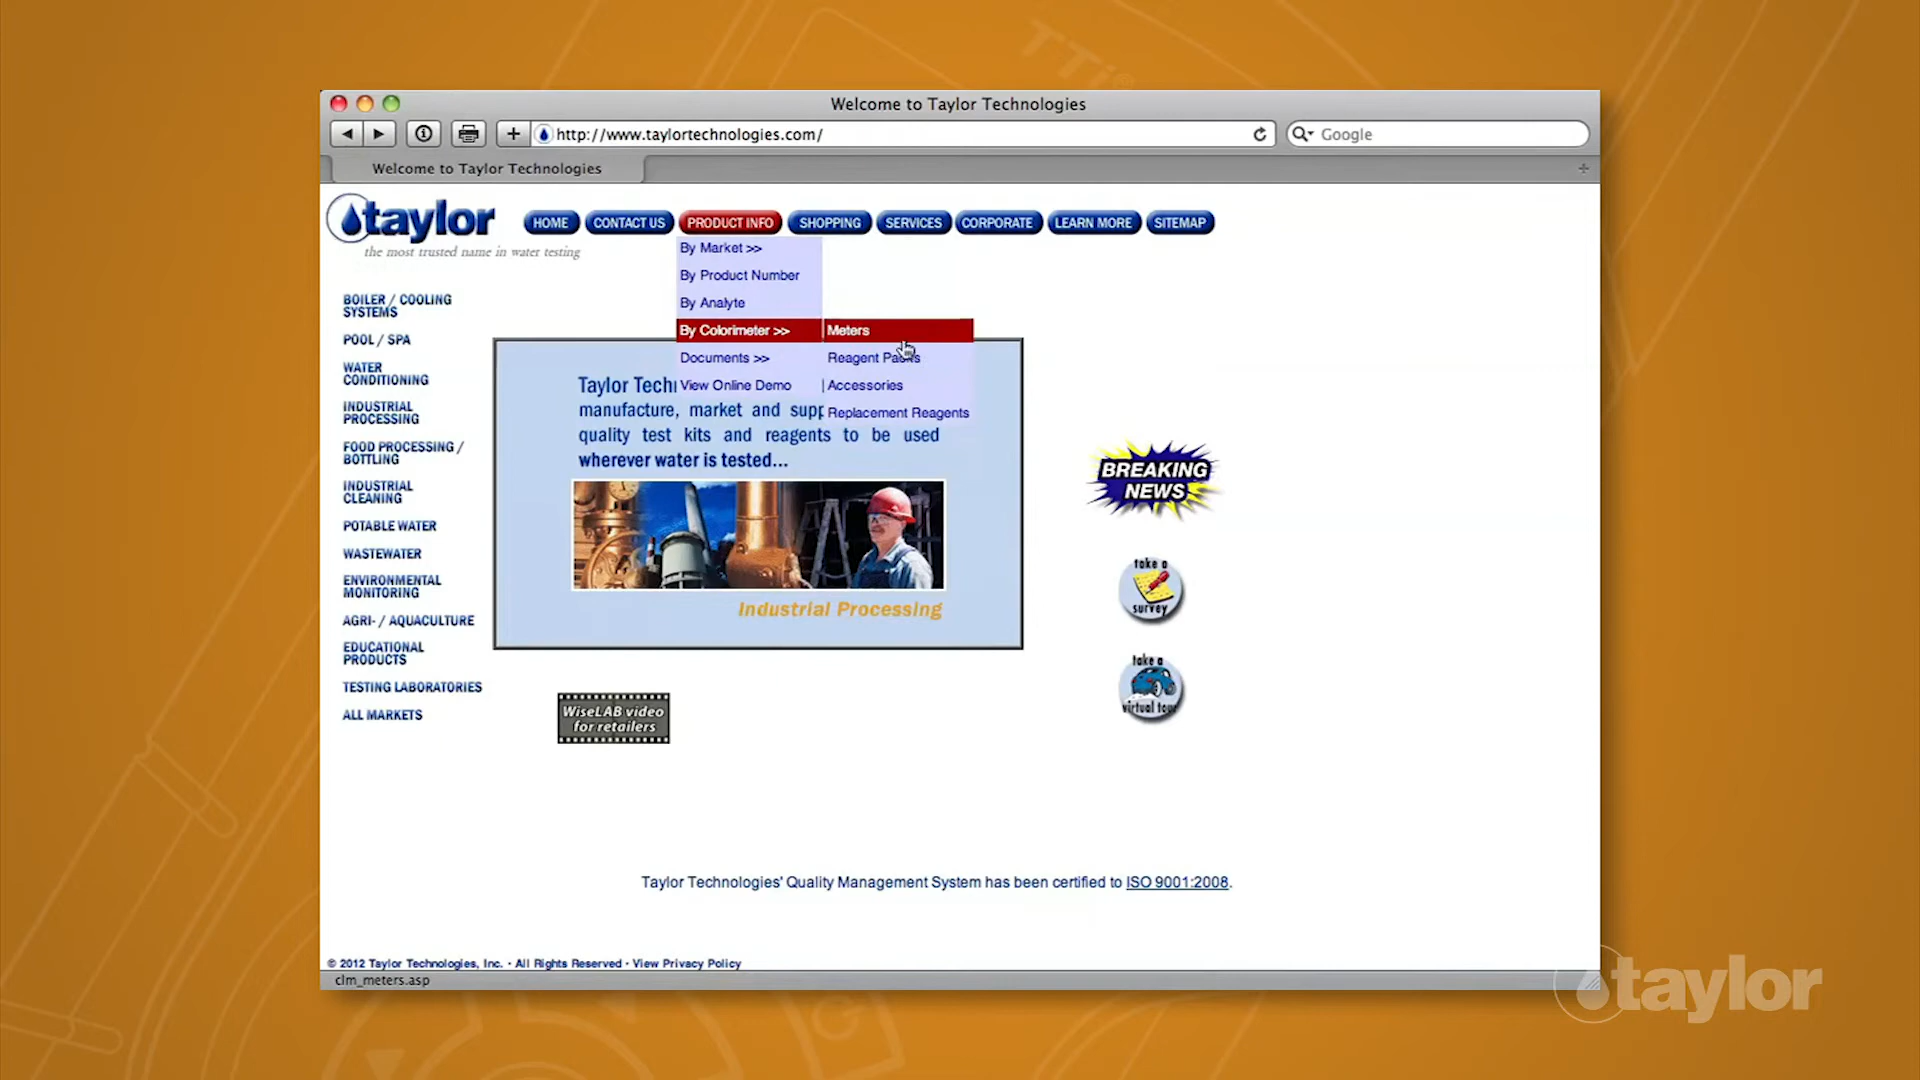 TTi®
Welcome to Taylor Technologies
http://www.taylortechnologies.com/
Google
Welcome to Taylor Technologies
taylor
the most trusted name in water testing
HOME
CONTACT US
PRODUCT INFO
SHOPPING
SERVICES
CORPORATE
LEARN MORE
SITEMAP
By Market >>
By Product Number
By Analyte
By Colorimeter >>
Documents >>
View Online Demo
Meters
Reagent Packs
Accessories
Replacement Reagents
BOILER / COOLING
SYSTEMS
POOL / SPA
WATER
CONDITIONING
INDUSTRIAL
PROCESSING
FOOD PROCESSING /
BOTTLING
INDUSTRIAL
CLEANING
POTABLE WATER
WASTEWATER
ENVIRONMENTAL
MONITORING
AGRI- / AQUACULTURE
EDUCATIONAL
PRODUCTS
TESTING LABORATORIES
ALL MARKETS
Taylor
manufacture, market and
quality test kits and reagents to be used
wherever water is tested...
Industrial Processing
WiseLAB video
for retailers
BREAKING
NEWS
take a
survey
take a
virtual tour
Taylor Technologies' Quality Management System has been certified to ISO 9001:2008.
© 2012 Taylor Technologies, Inc. • All Rights Reserved • View Privacy Policy
clm_meters.asp
taylor